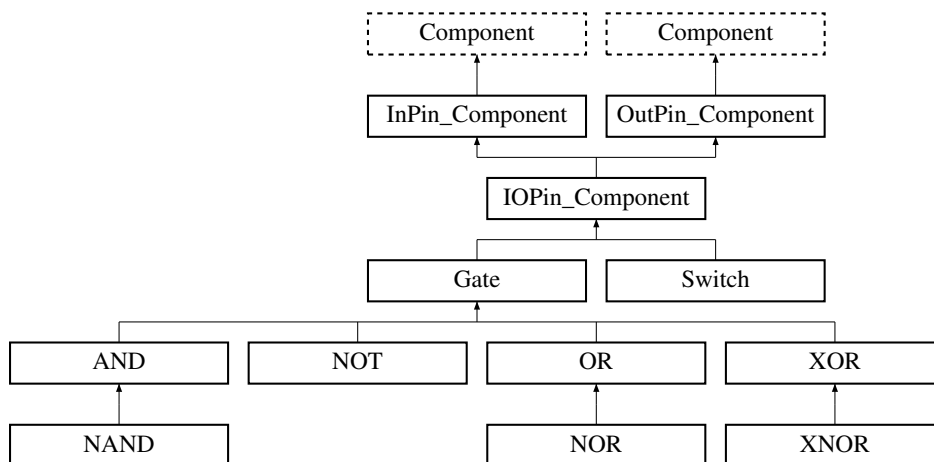 Component Component
InPin_Component OutPin_Component
IOPin_Component
Gate Switch
AND NOT OR XOR
NAND NOR XNOR